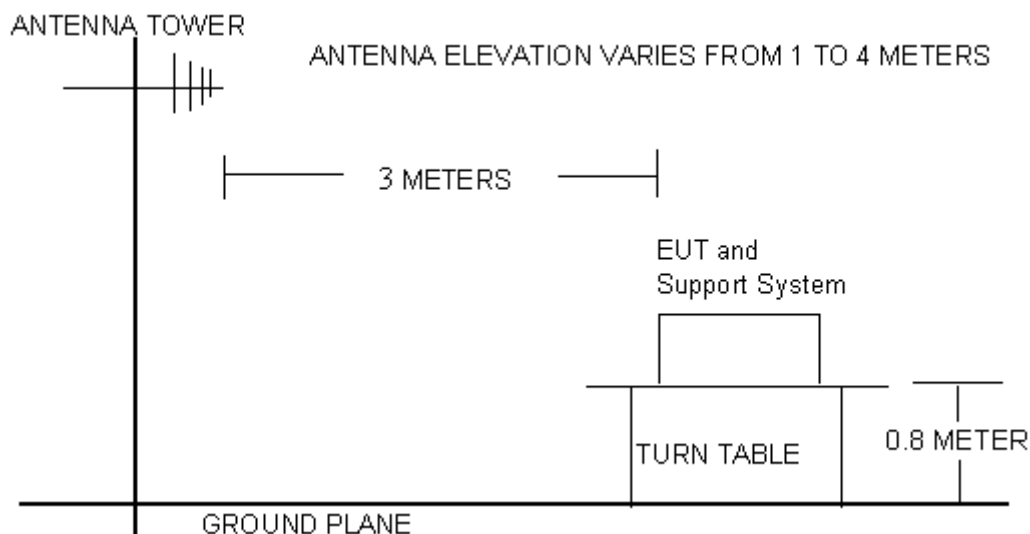 ANTENNA TOWER
ANTENNA ELEVATION VARIES FROM 1 TO 4 METERS
3 METERS
EUT and
Support System
0.8 METER
TURN TABLE
GROUND PLANE